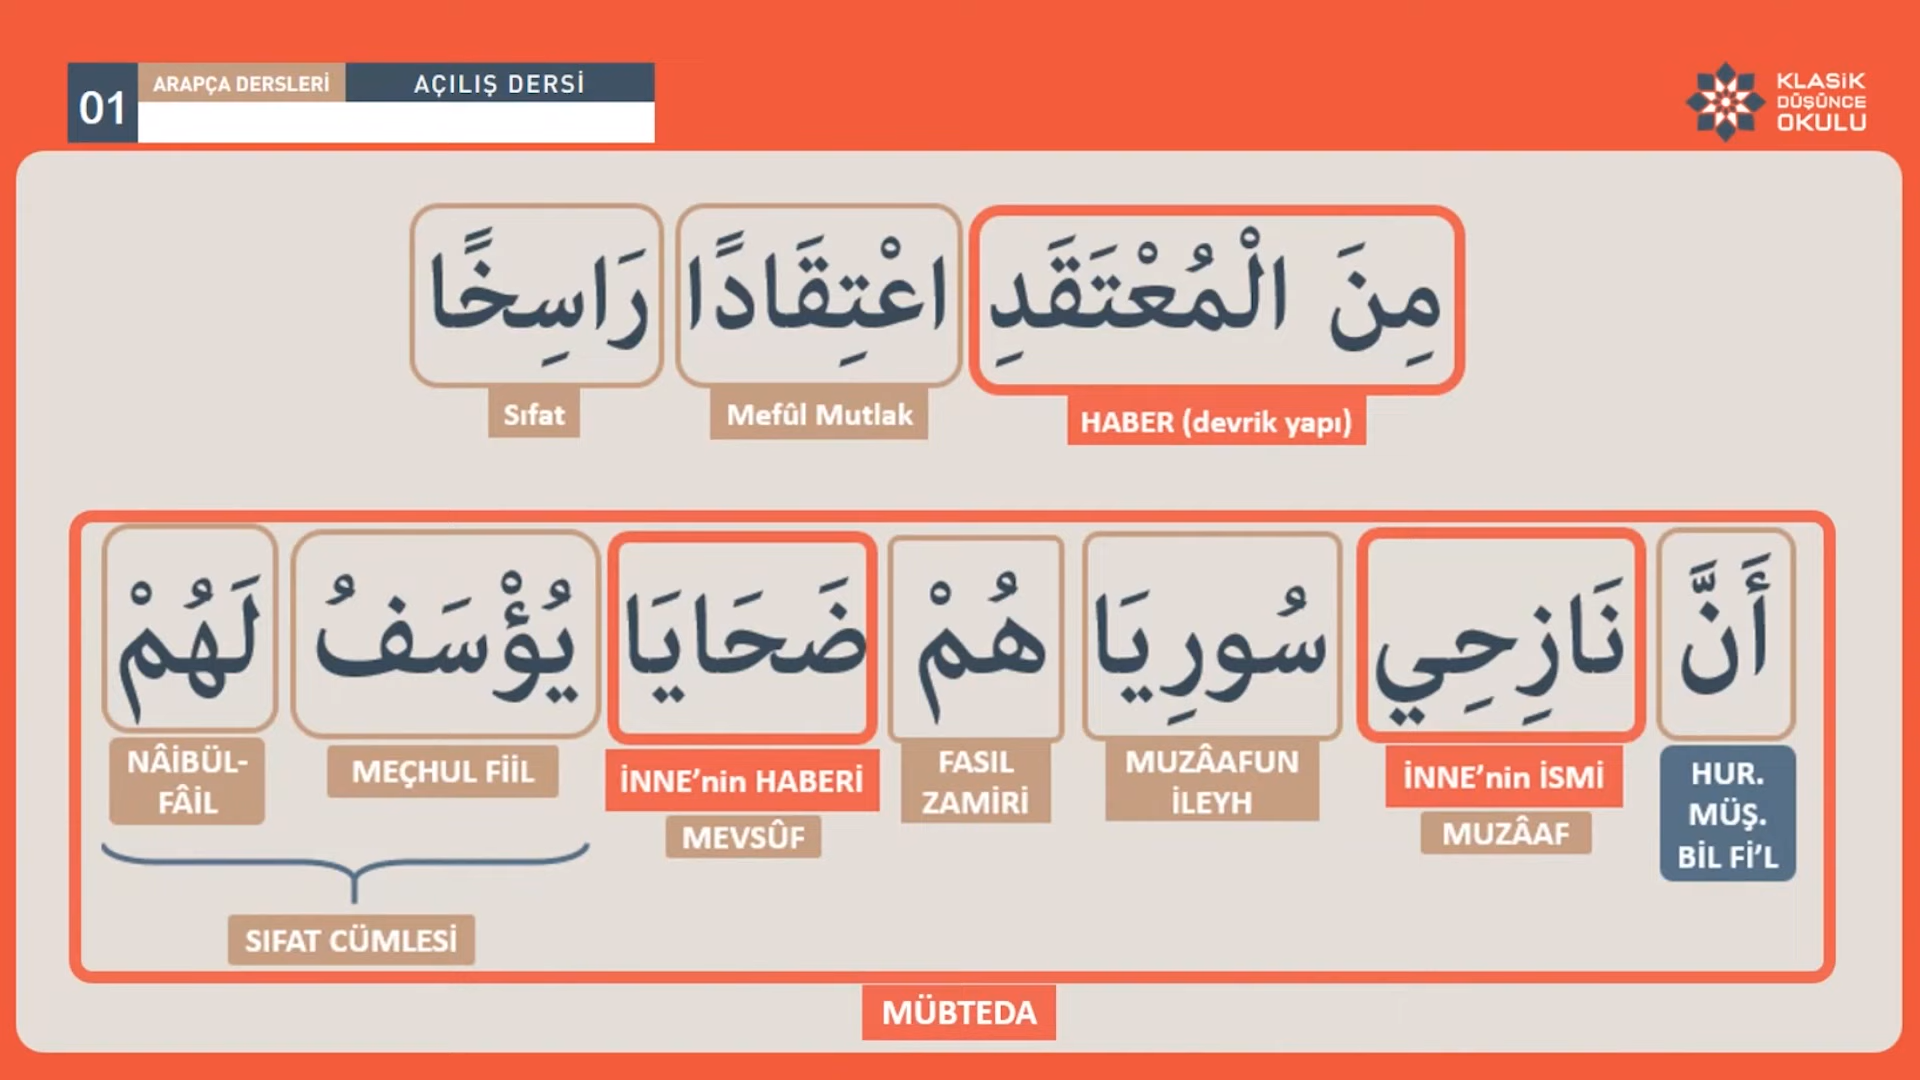 01
ARAPÇA DERSLERİ
AÇILIŞ DERSİ
KLASİK
DÜŞÜNCE
OKULU
مِنَ الْمُعْتَقَدِ اعْتِقَادًا رَاسِخًا
HABER (devrik yapı)
Mefûl Mutlak
Sıfat
أَنَّ نَازِحِي سُورِيَا هُمْ ضَحَايَا يُؤْسَفُ لَهُمْ
HUR.
MÜŞ.
BİL Fİ’L
İNNE’nin İSMİ
MUZÂAF
MUZÂAFUN
İLEYH
FASIL
ZAMİRİ
İNNE’nin HABERİ
MEVSÛF
MEÇHUL FİİL
NÂİBÜL-
FÂİL
SIFAT CÜMLESİ
MÜBTEDA